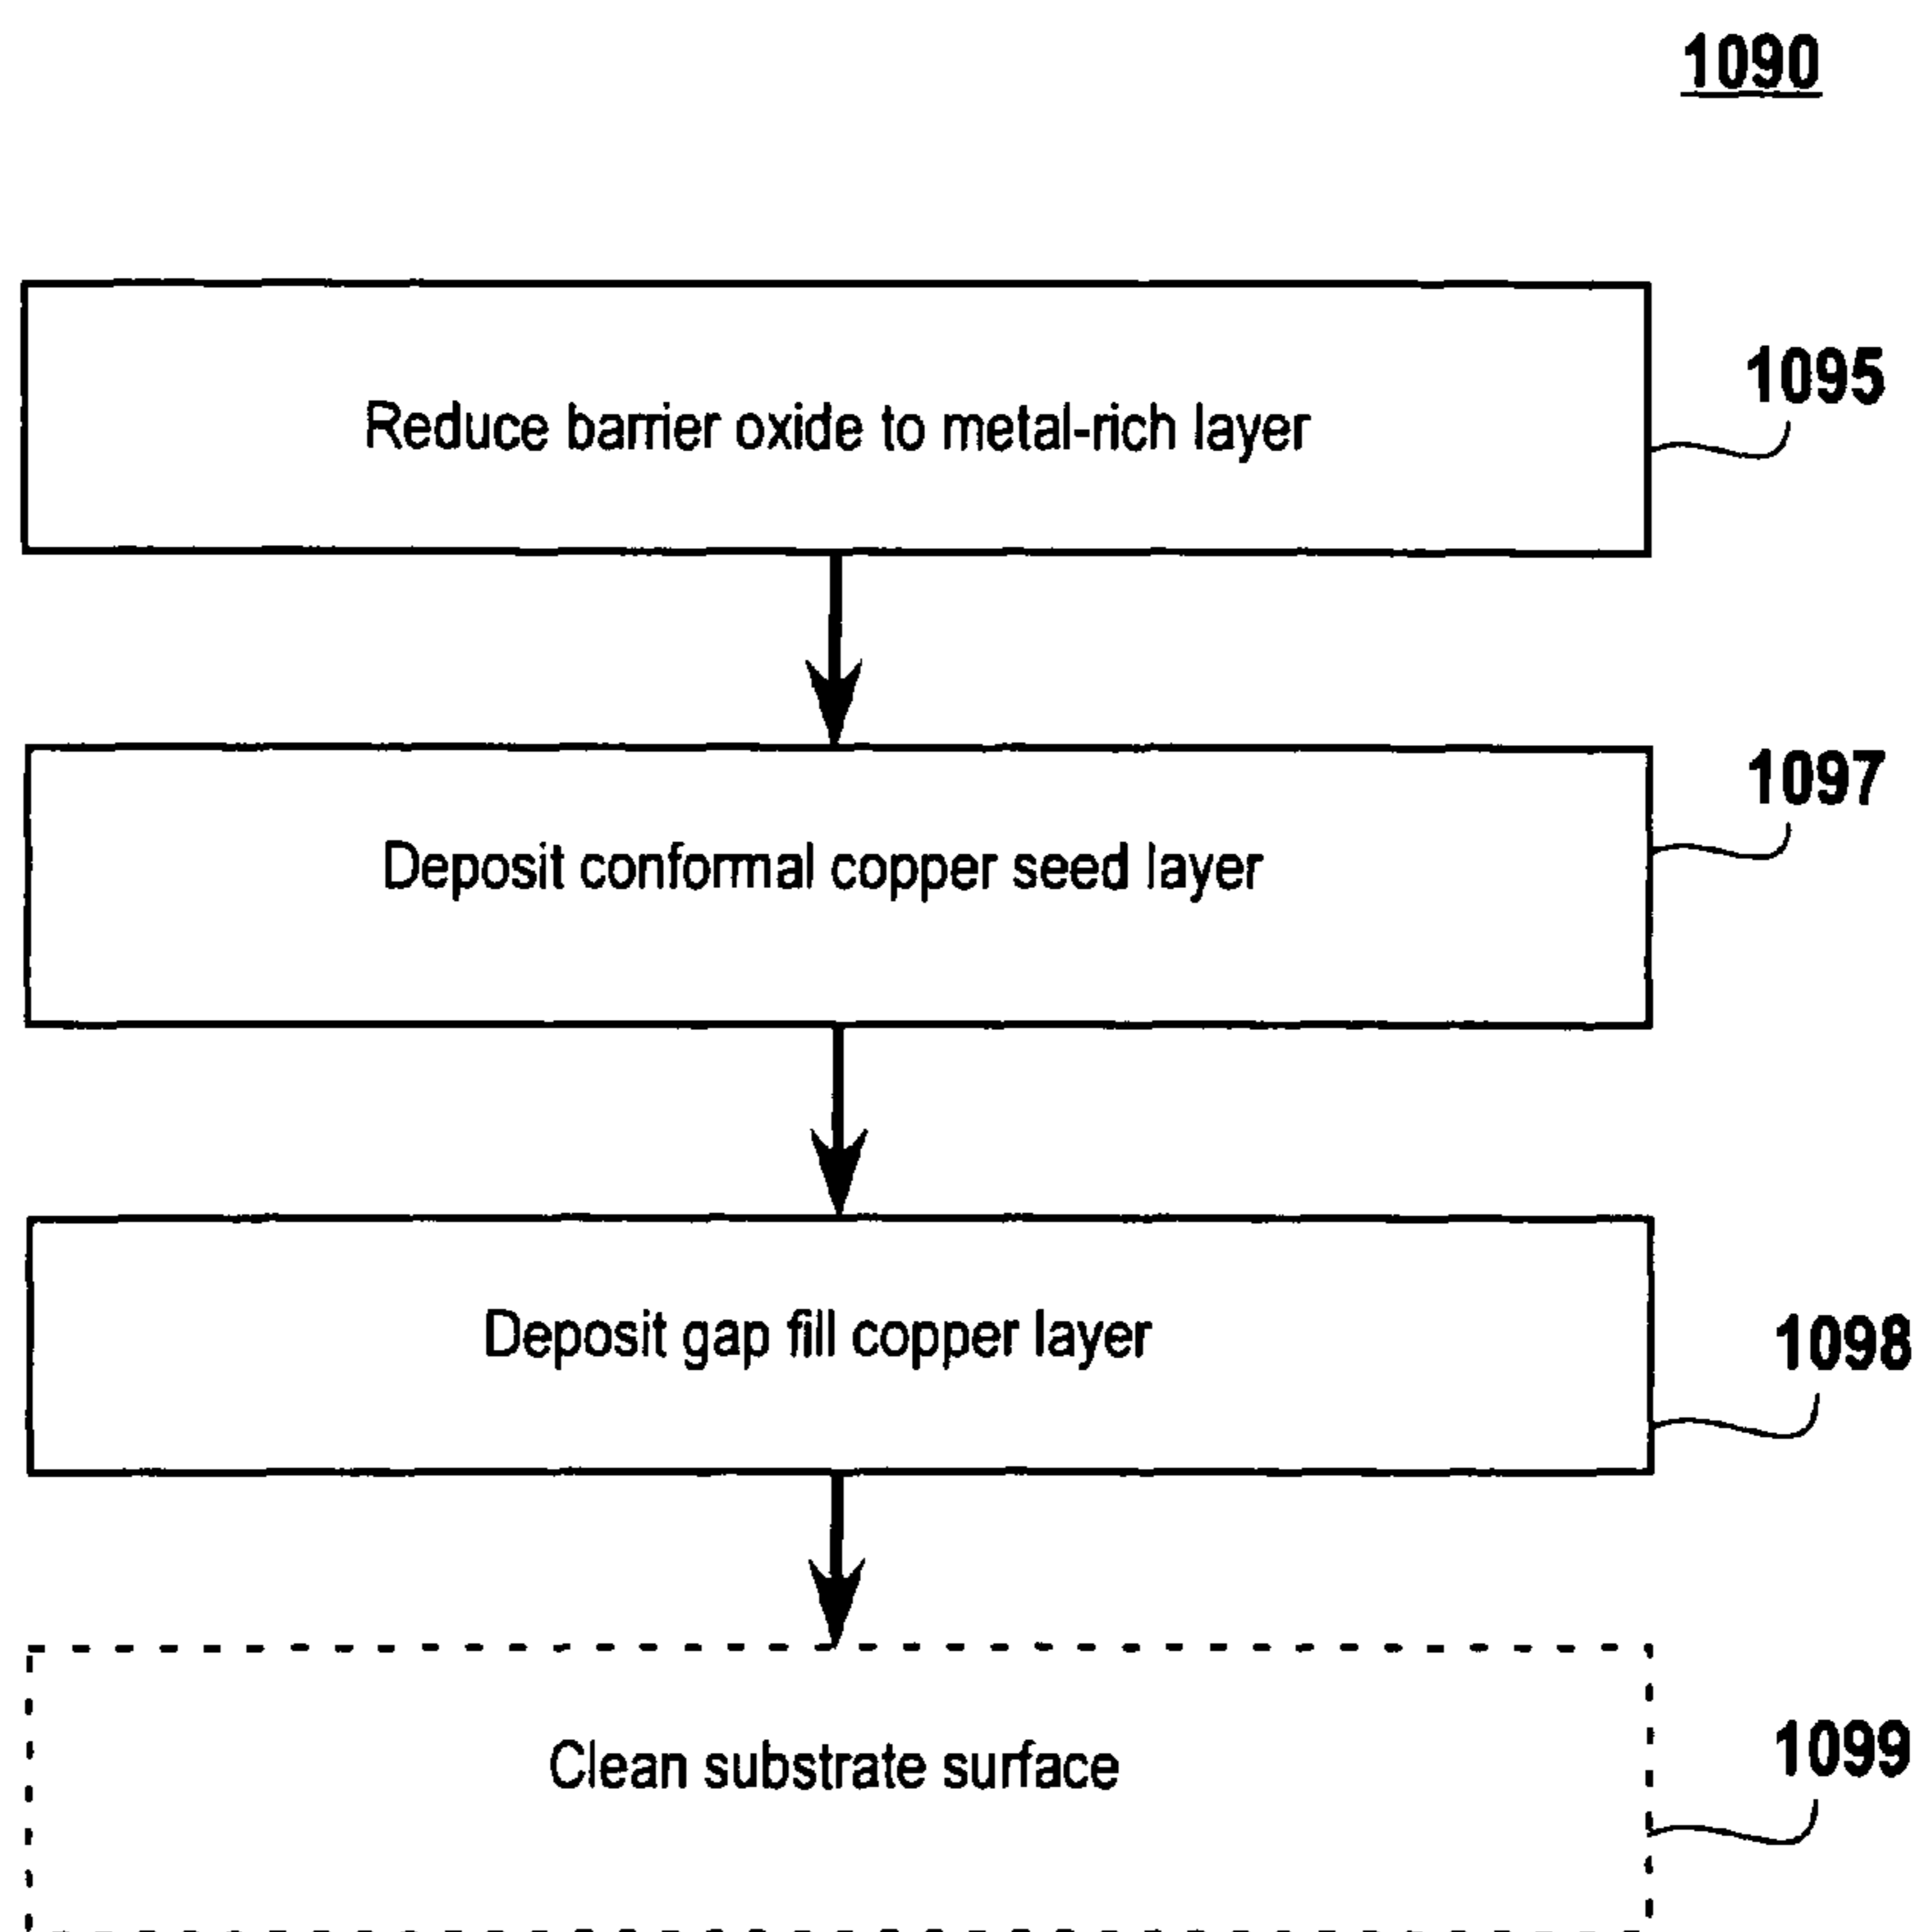 1090
Reduce barrier oxide to metal-rich layer
1095
Deposit conformal copper seed layer
1097
Deposit gap fill copper layer
1098
Clean substrate surface
1099